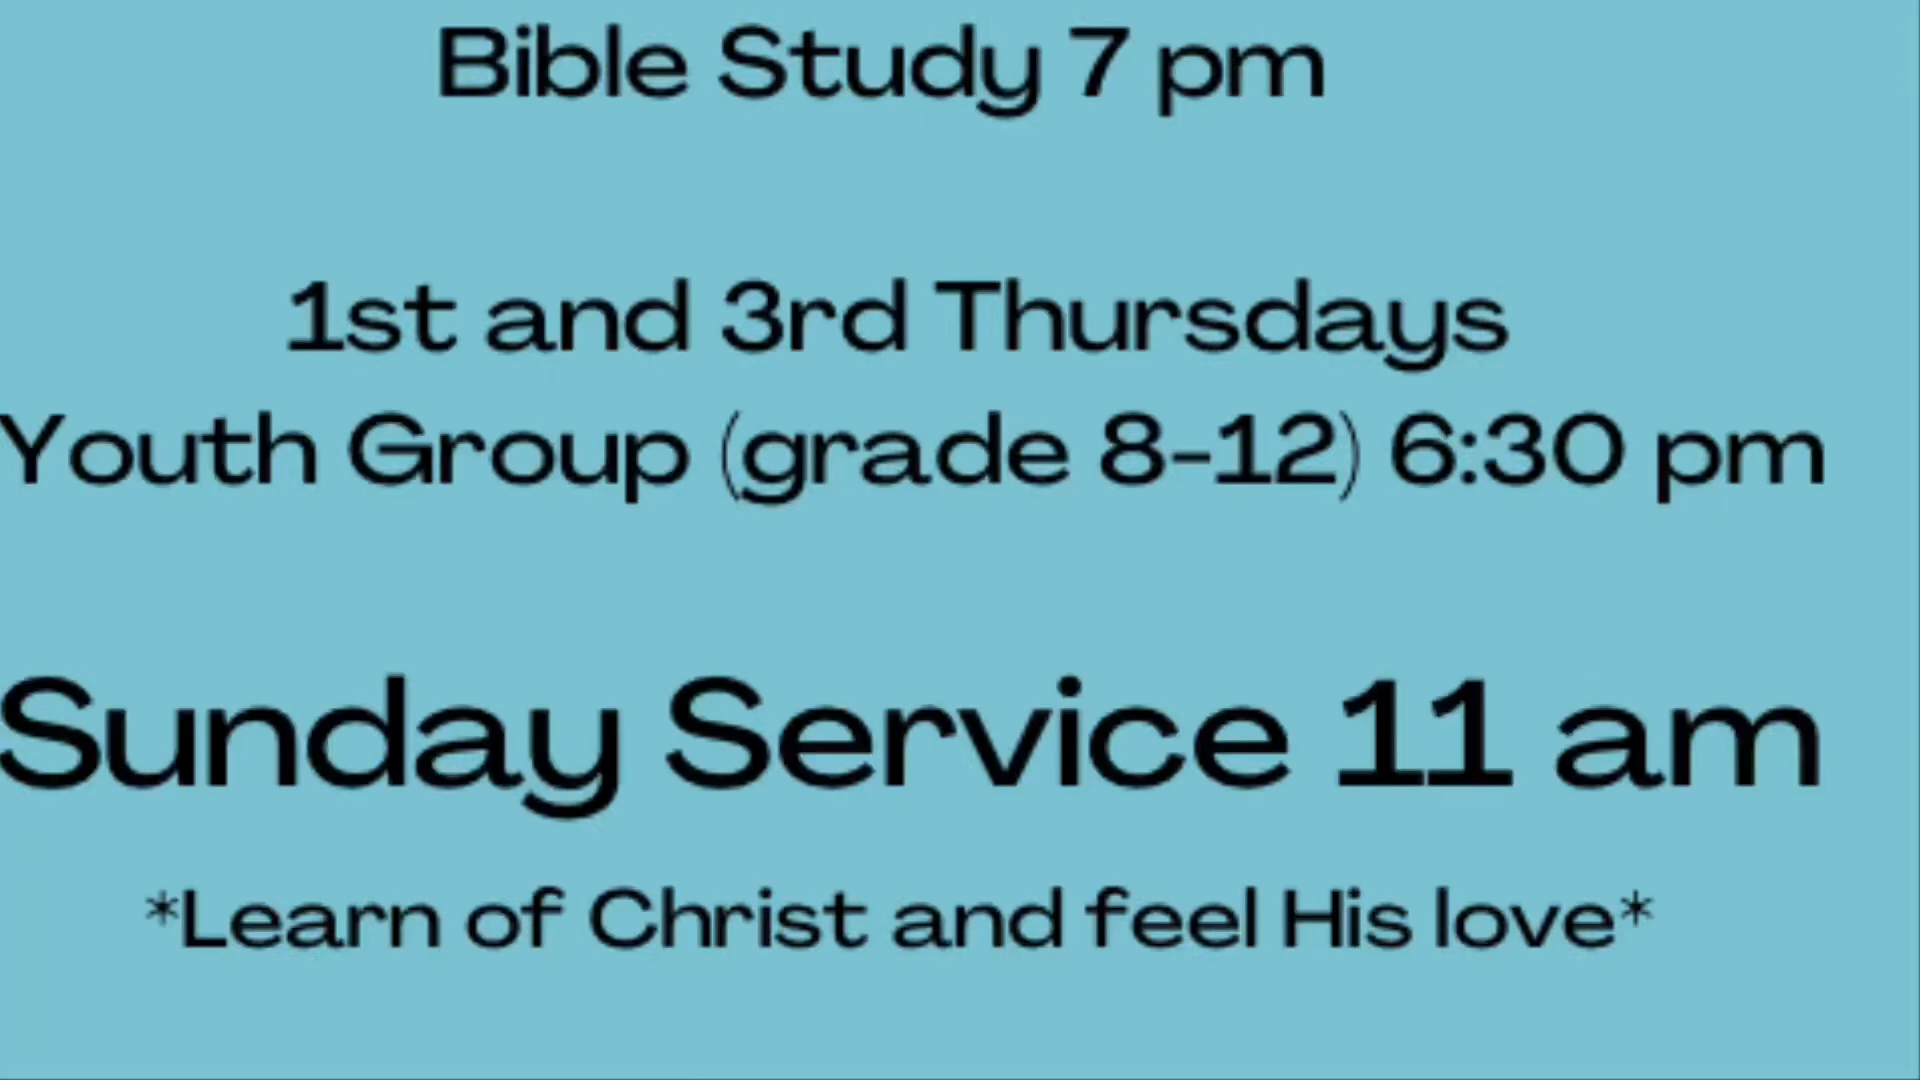 Bible Study 7 pm
1st and 3rd Thursdays
Youth Group (grade 8-12) 6:30 pm
Sunday Service 11 am
*Learn of Christ and feel His love*